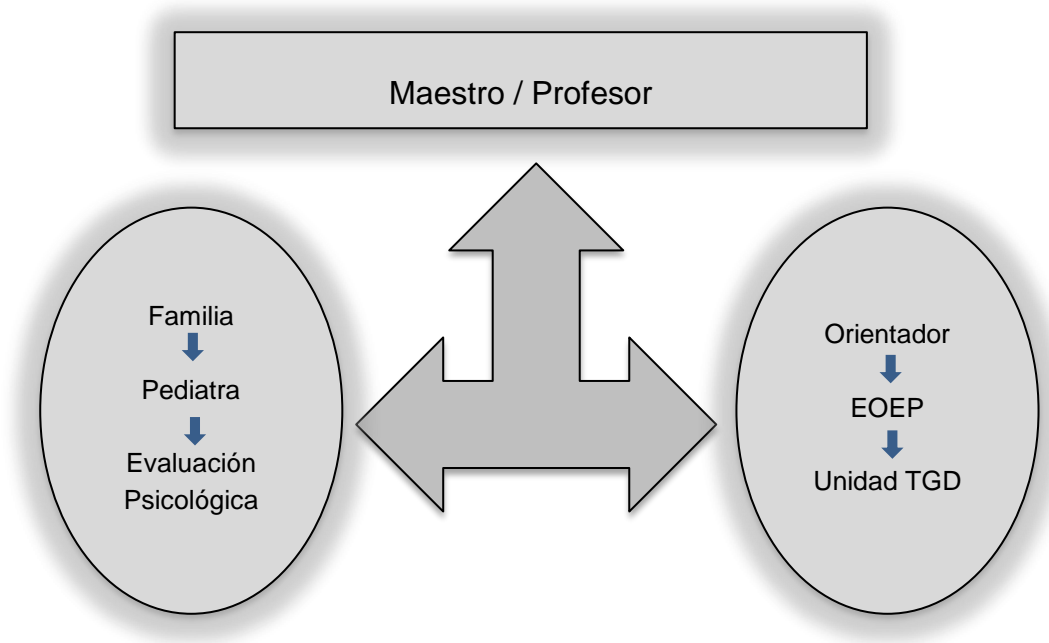 Maestro / Profesor
Familia
Pediatra
Evaluación
Psicológica
Orientador
EOEP
Unidad TGD